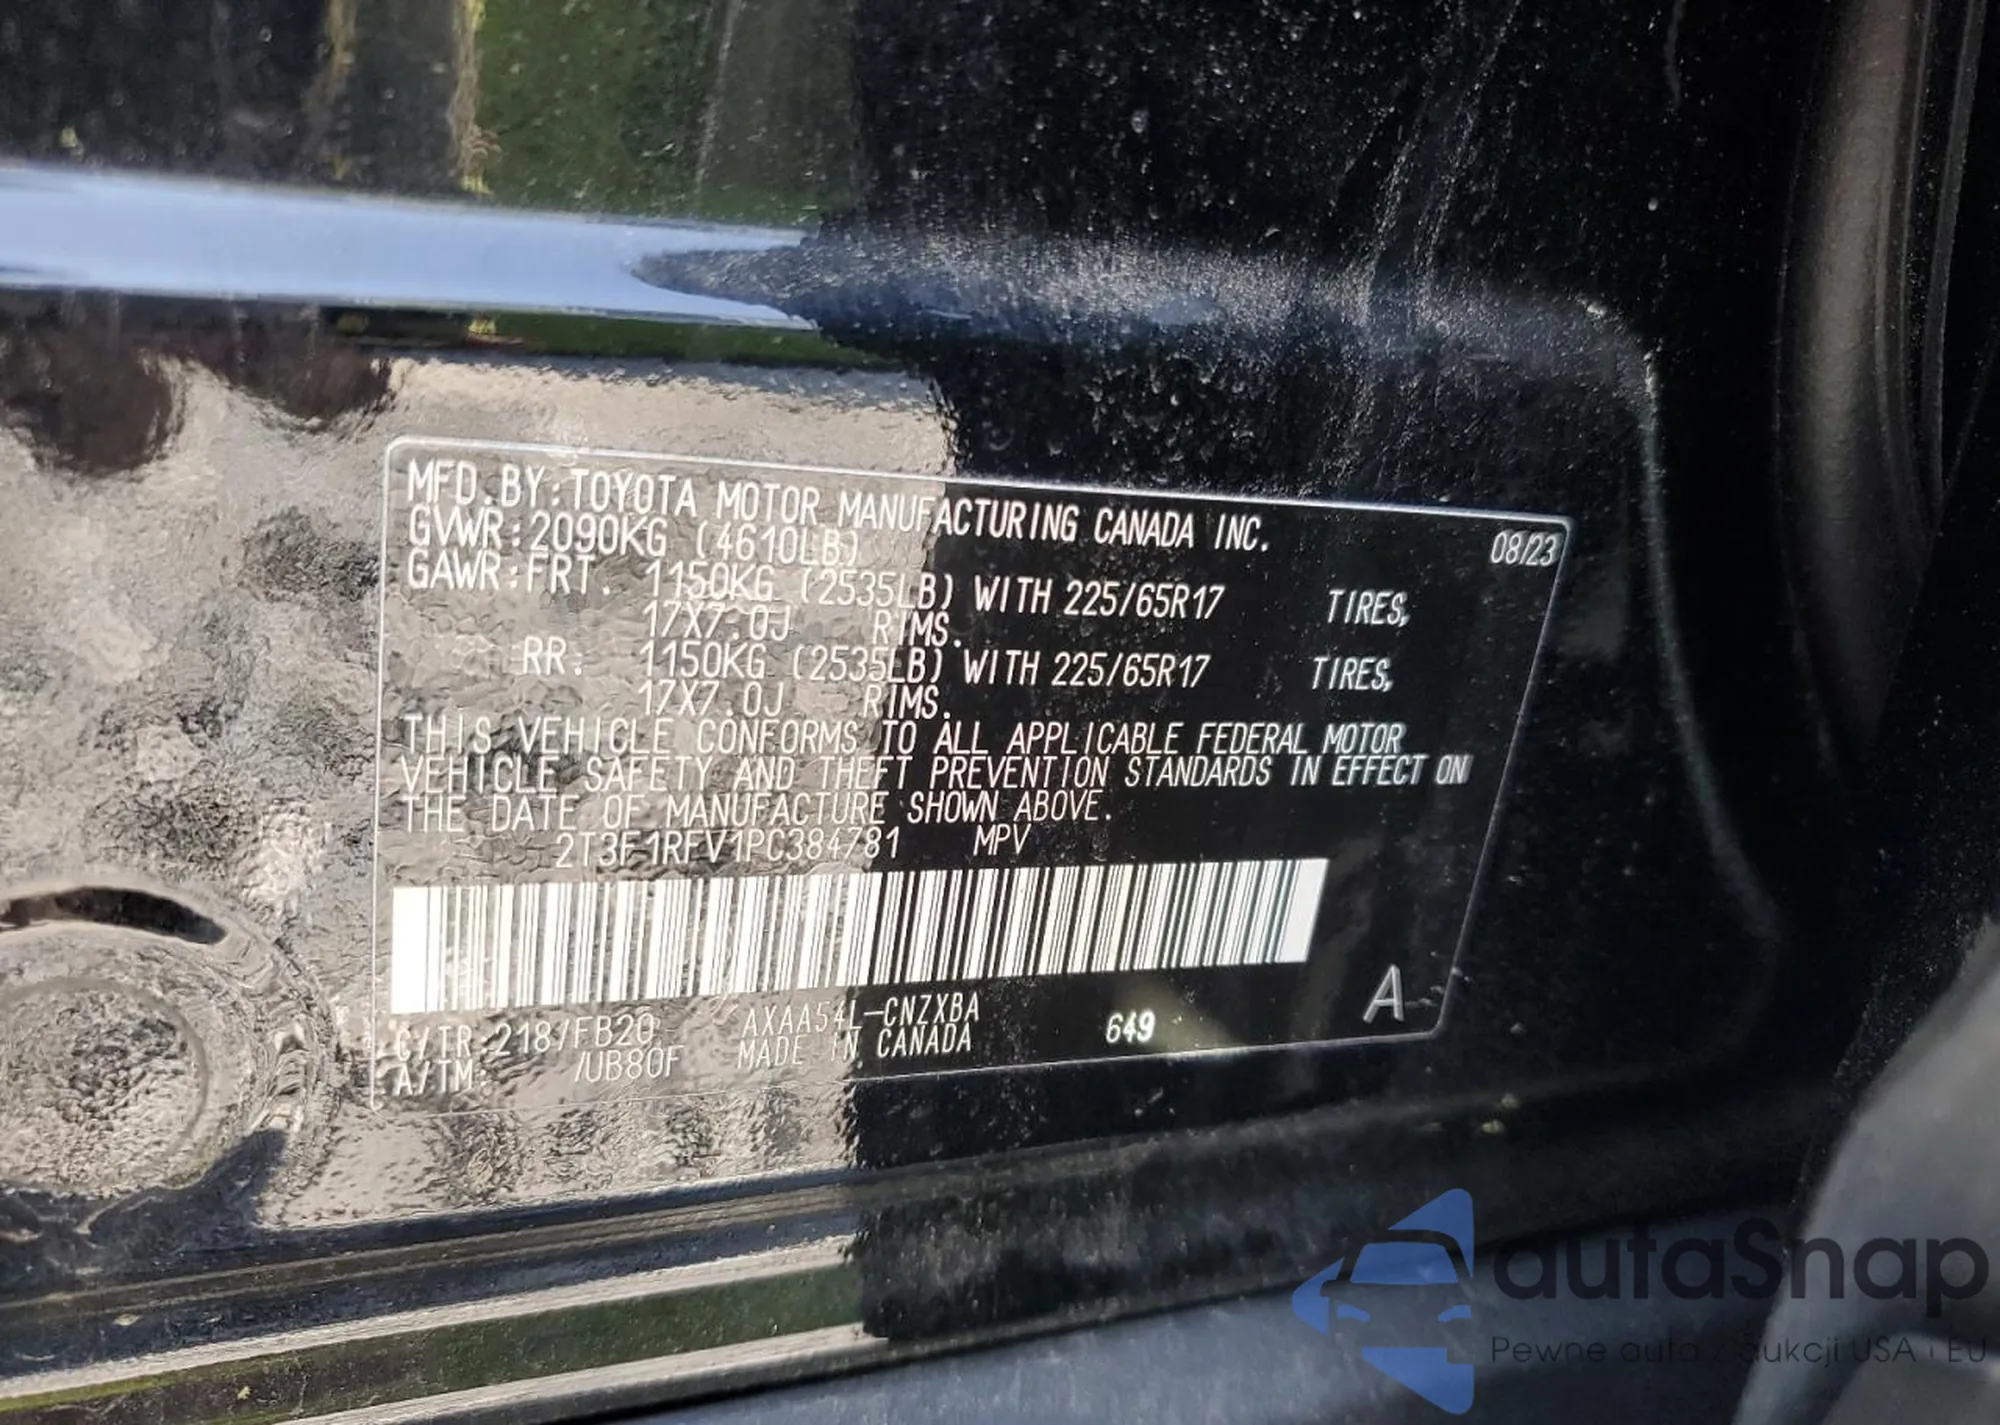 MFD.BY:TOYOTA MOTOR MANUFACTURING CANADA INC. 08/23
GVWR:2090KG (4610LB)
GAWR:FRT. 1150KG (2535LB) WITH 225/65R17 TIRES,
17X7.0J RIMS.
RR. 1150KG (2535LB) WITH 225/65R17 TIRES,
17X7.0J RIMS.
THIS VEHICLE CONFORMS TO ALL APPLICABLE FEDERAL MOTOR
VEHICLE SAFETY AND THEFT PREVENTION STANDARDS IN EFFECT ON
THE DATE OF MANUFACTURE SHOWN ABOVE.
2T3F1RFV1PC384781 MPV
C/TR:218/FB20 AXAA54L-CNZXBA 649 A
A/TM: /UB80F MADE IN CANADA
autaSnap
Pewne auta z aukcji USA i EU